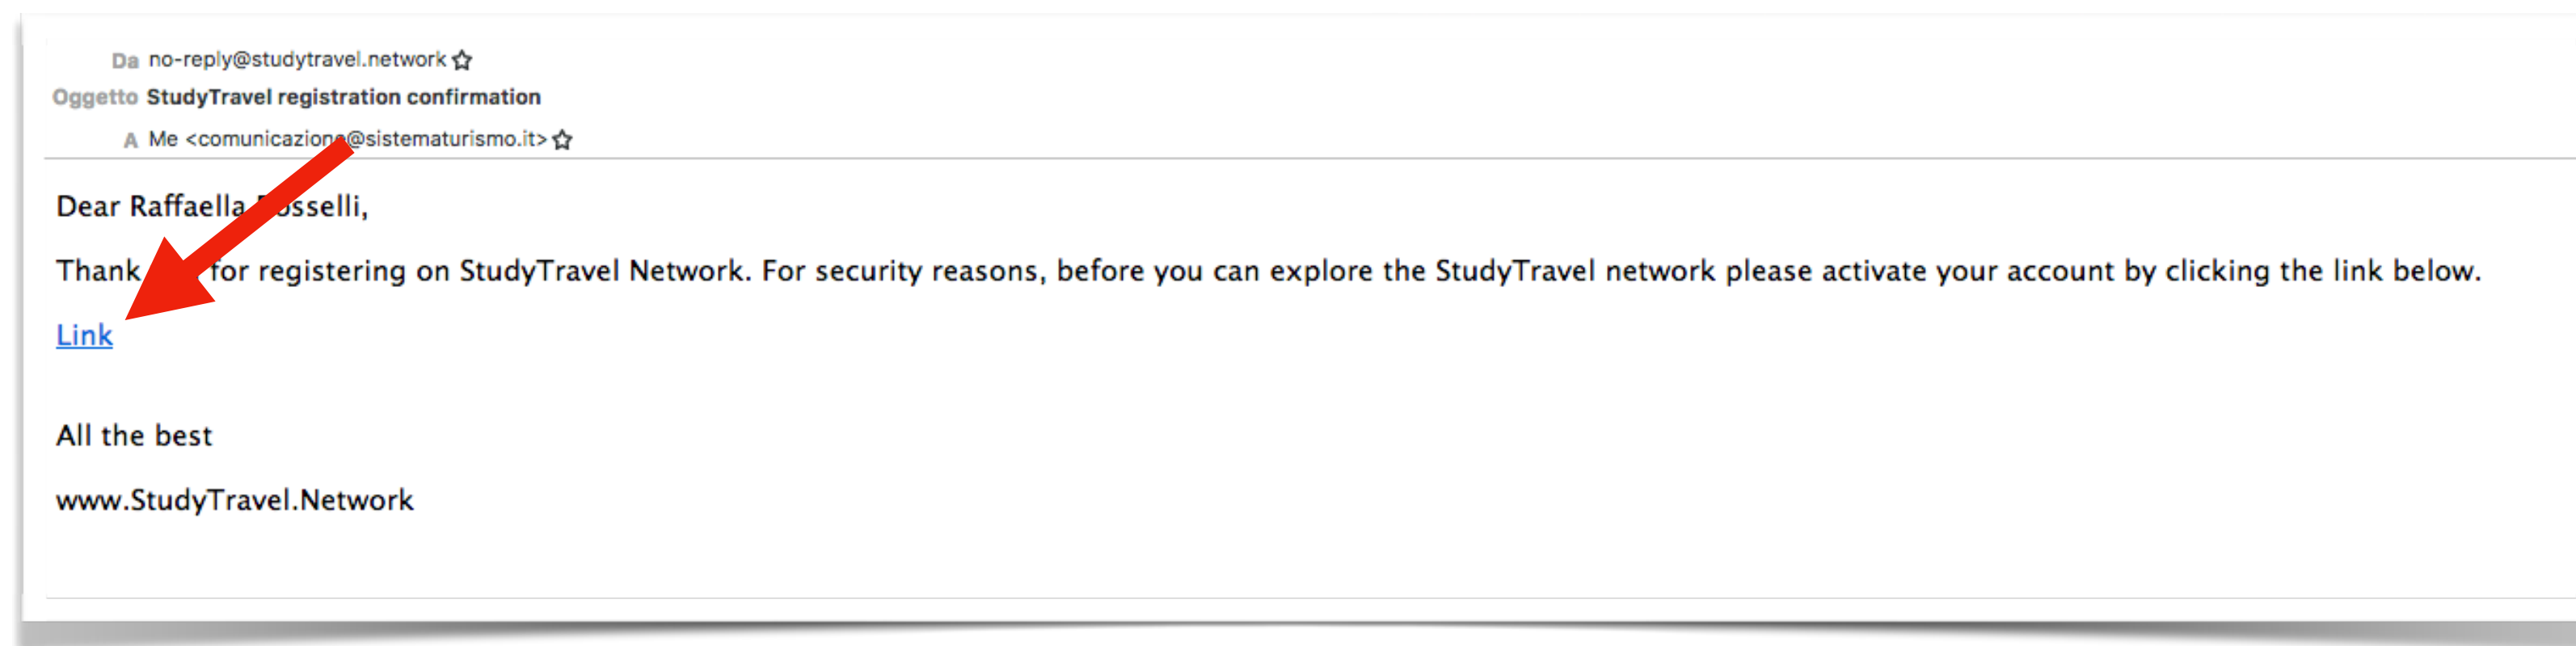 Da no-reply@studytravel.network
Oggetto StudyTravel registration confirmation
A Me <comunicazione@sistematurismo.it>
Dear Raffaella
Thank for registering on StudyTravel Network. For security reasons, before you can explore the StudyTravel network please activate your account by clicking the link below.
Link
All the best
www.StudyTravel.Network